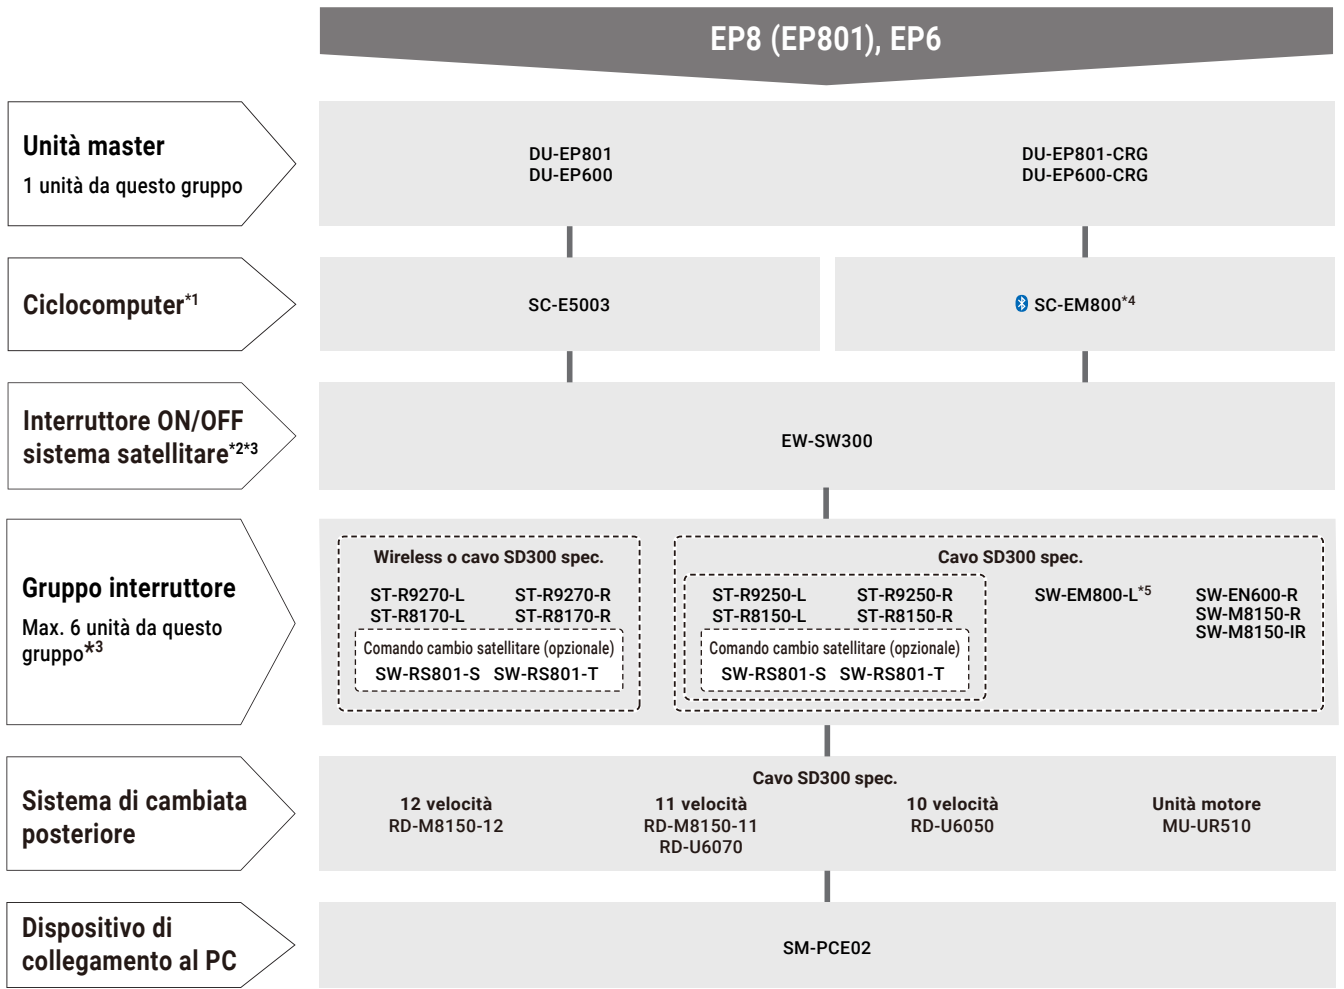 EP8 (EP801), EP6
Unità master
1 unità da questo gruppo
DU-EP801
DU-EP600
DU-EP801-CRG
DU-EP600-CRG
Ciclocomputer*1
SC-E5003
SC-EM800*4
Interruttore ON/OFF
sistema satellitare*2*3
EW-SW300
Gruppo interruttore
Max. 6 unità da questo
gruppo*3
Wireless o cavo SD300 spec.
ST-R9270-L ST-R9270-R
ST-R8170-L ST-R8170-R
Comando cambio satellitare (opzionale)
SW-RS801-S SW-RS801-T
Cavo SD300 spec.
ST-R9250-L ST-R9250-R
ST-R8150-L ST-R8150-R
Comando cambio satellitare (opzionale)
SW-RS801-S SW-RS801-T
SW-EM800-L*5
SW-EN600-R
SW-M8150-R
SW-M8150-IR
Sistema di cambiata
posteriore
Cavo SD300 spec.
12 velocità
RD-M8150-12
11 velocità
RD-M8150-11
RD-U6070
10 velocità
RD-U6050
Unità motore
MU-UR510
Dispositivo di
collegamento al PC
SM-PCE02